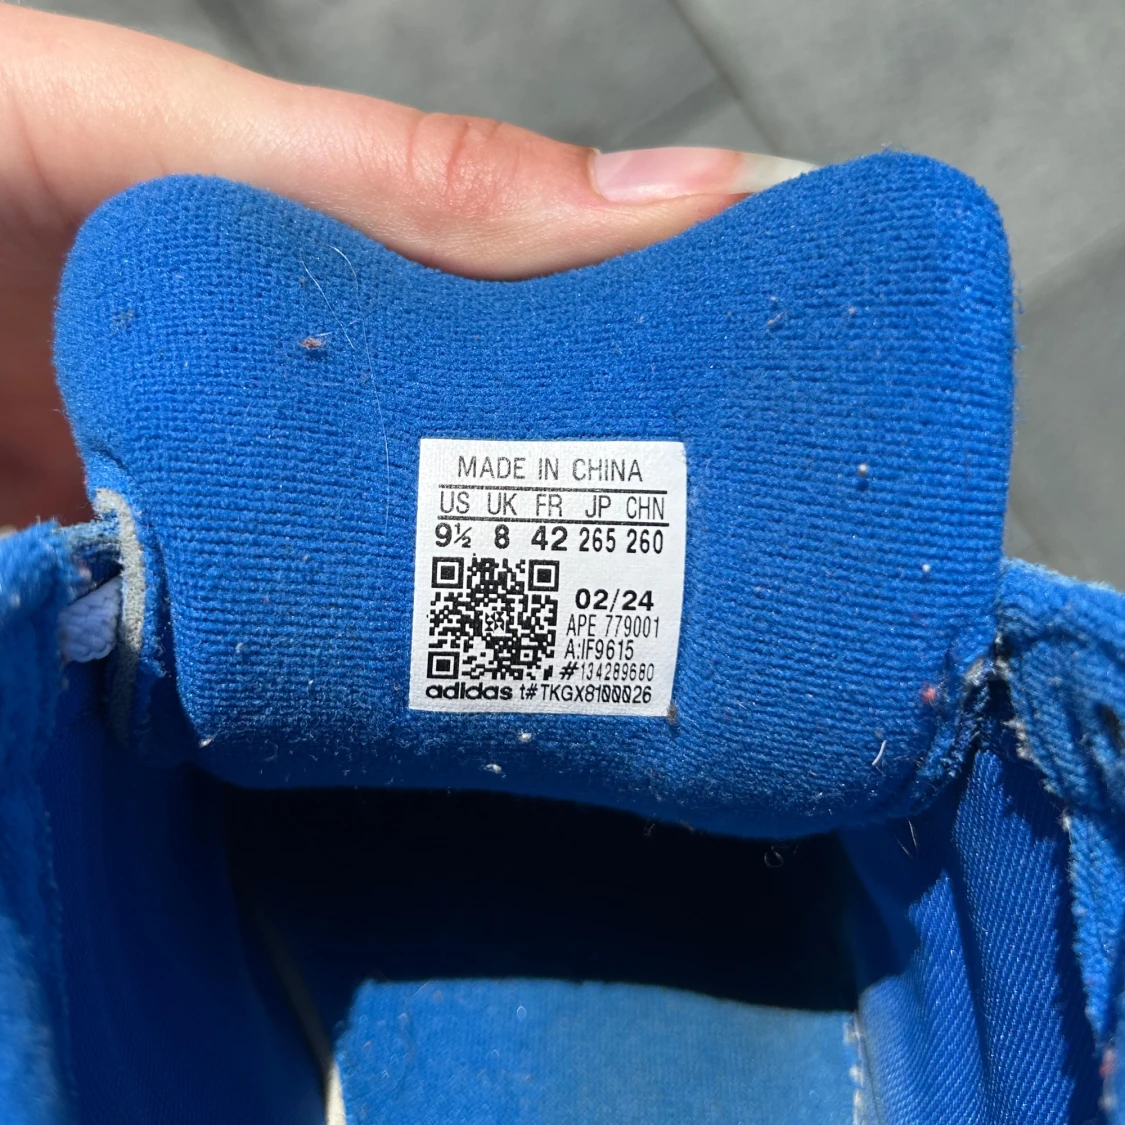 MADE IN CHINA
US UK FR JP CHN
9½ 8 42 265 260
02/24
APE 779001
A:IF9615
#134289680
adidas t#TKGX8100026